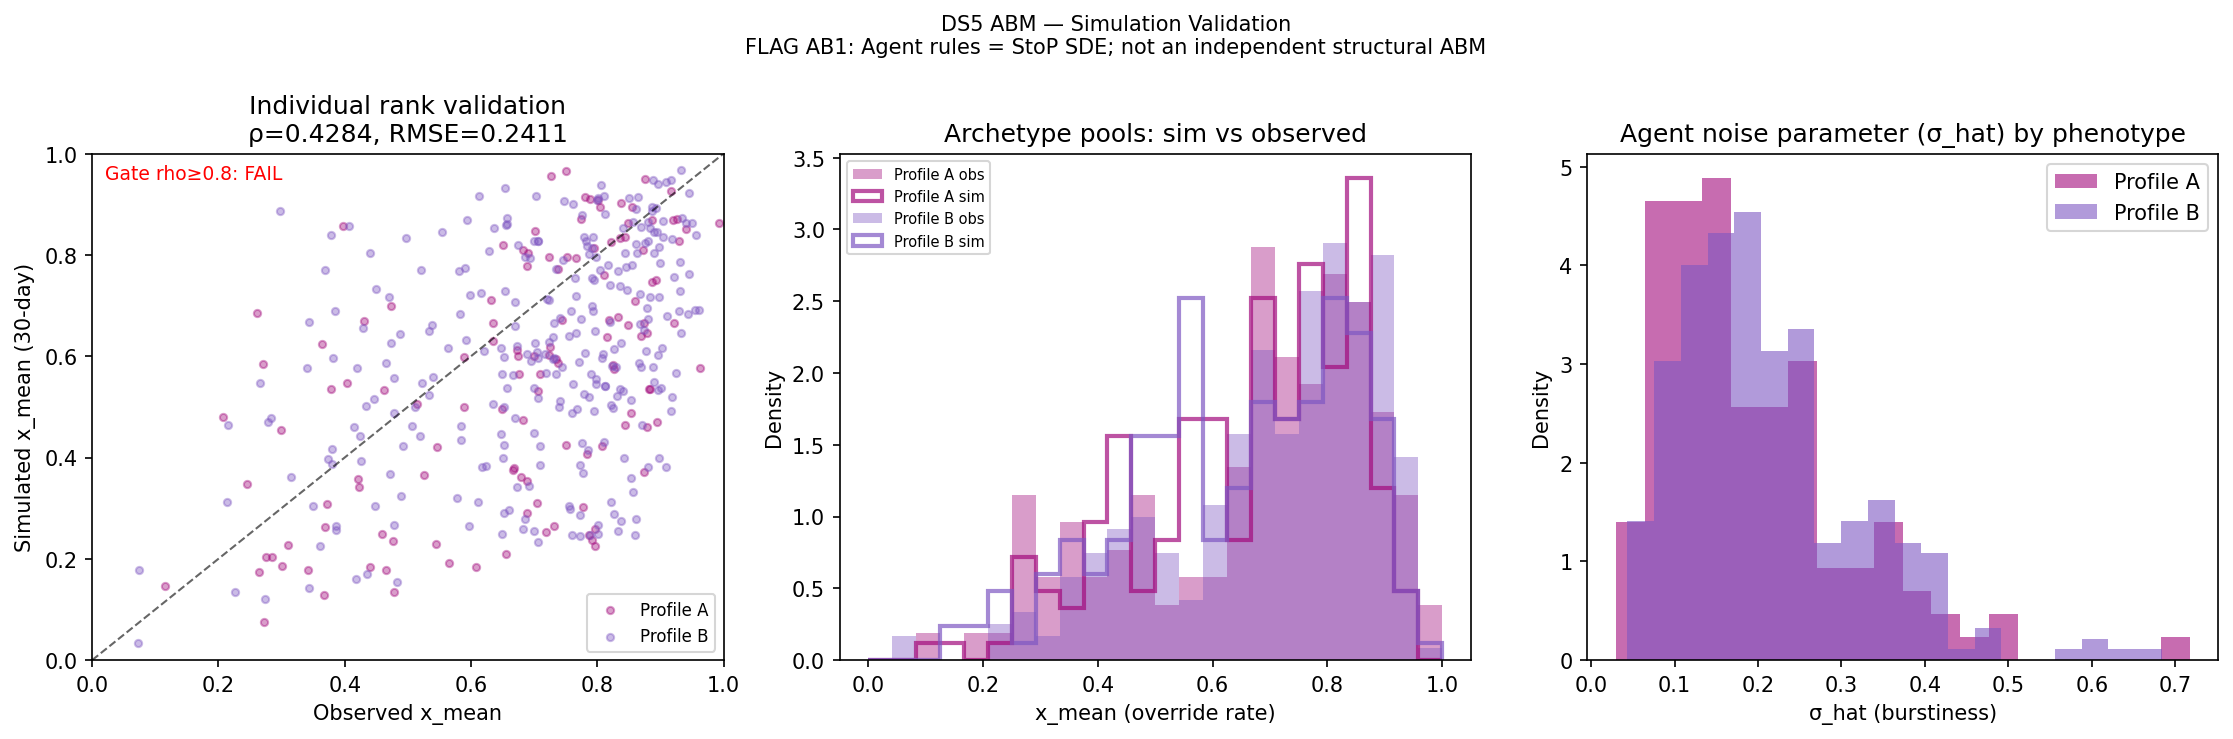 DS5 ABM — Simulation Validation
FLAG AB1: Agent rules = StoP SDE; not an independent structural ABM
Individual rank validation
ρ=0.4284, RMSE=0.2411
Gate rho≥0.8: FAIL
1.0
0.8
0.6
0.4
0.2
0.0
Simulated x_mean (30-day)
Profile A
Profile B
0.0 0.2 0.4 0.6 0.8 1.0
Observed x_mean
Archetype pools: sim vs observed
Profile A obs
Profile A sim
Profile B obs
Profile B sim
3.5
3.0
2.5
2.0
1.5
1.0
0.5
0.0
Density
0.0 0.2 0.4 0.6 0.8 1.0
x_mean (override rate)
Agent noise parameter (σ_hat) by phenotype
Profile A
Profile B
5
4
3
2
1
0
Density
0.0 0.1 0.2 0.3 0.4 0.5 0.6 0.7
σ_hat (burstiness)